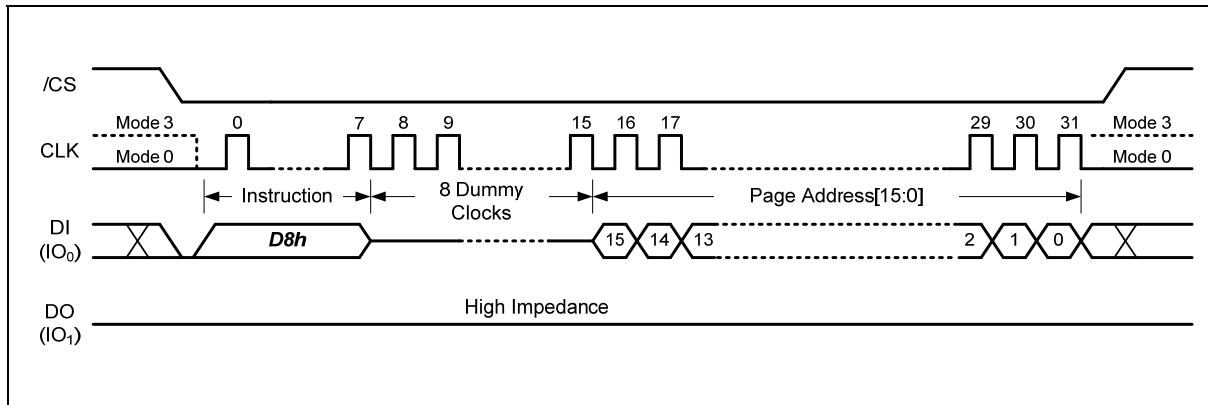 /CS
Mode 3 0 7 8 9 15 16 17 29 30 31 Mode 3
CLK
Mode 0 Mode 0
Instruction 8 Dummy Clocks Page Address[15:0]
DI
(IO0)
D8h 15 14 13 2 1 0
High Impedance
DO
(IO1)